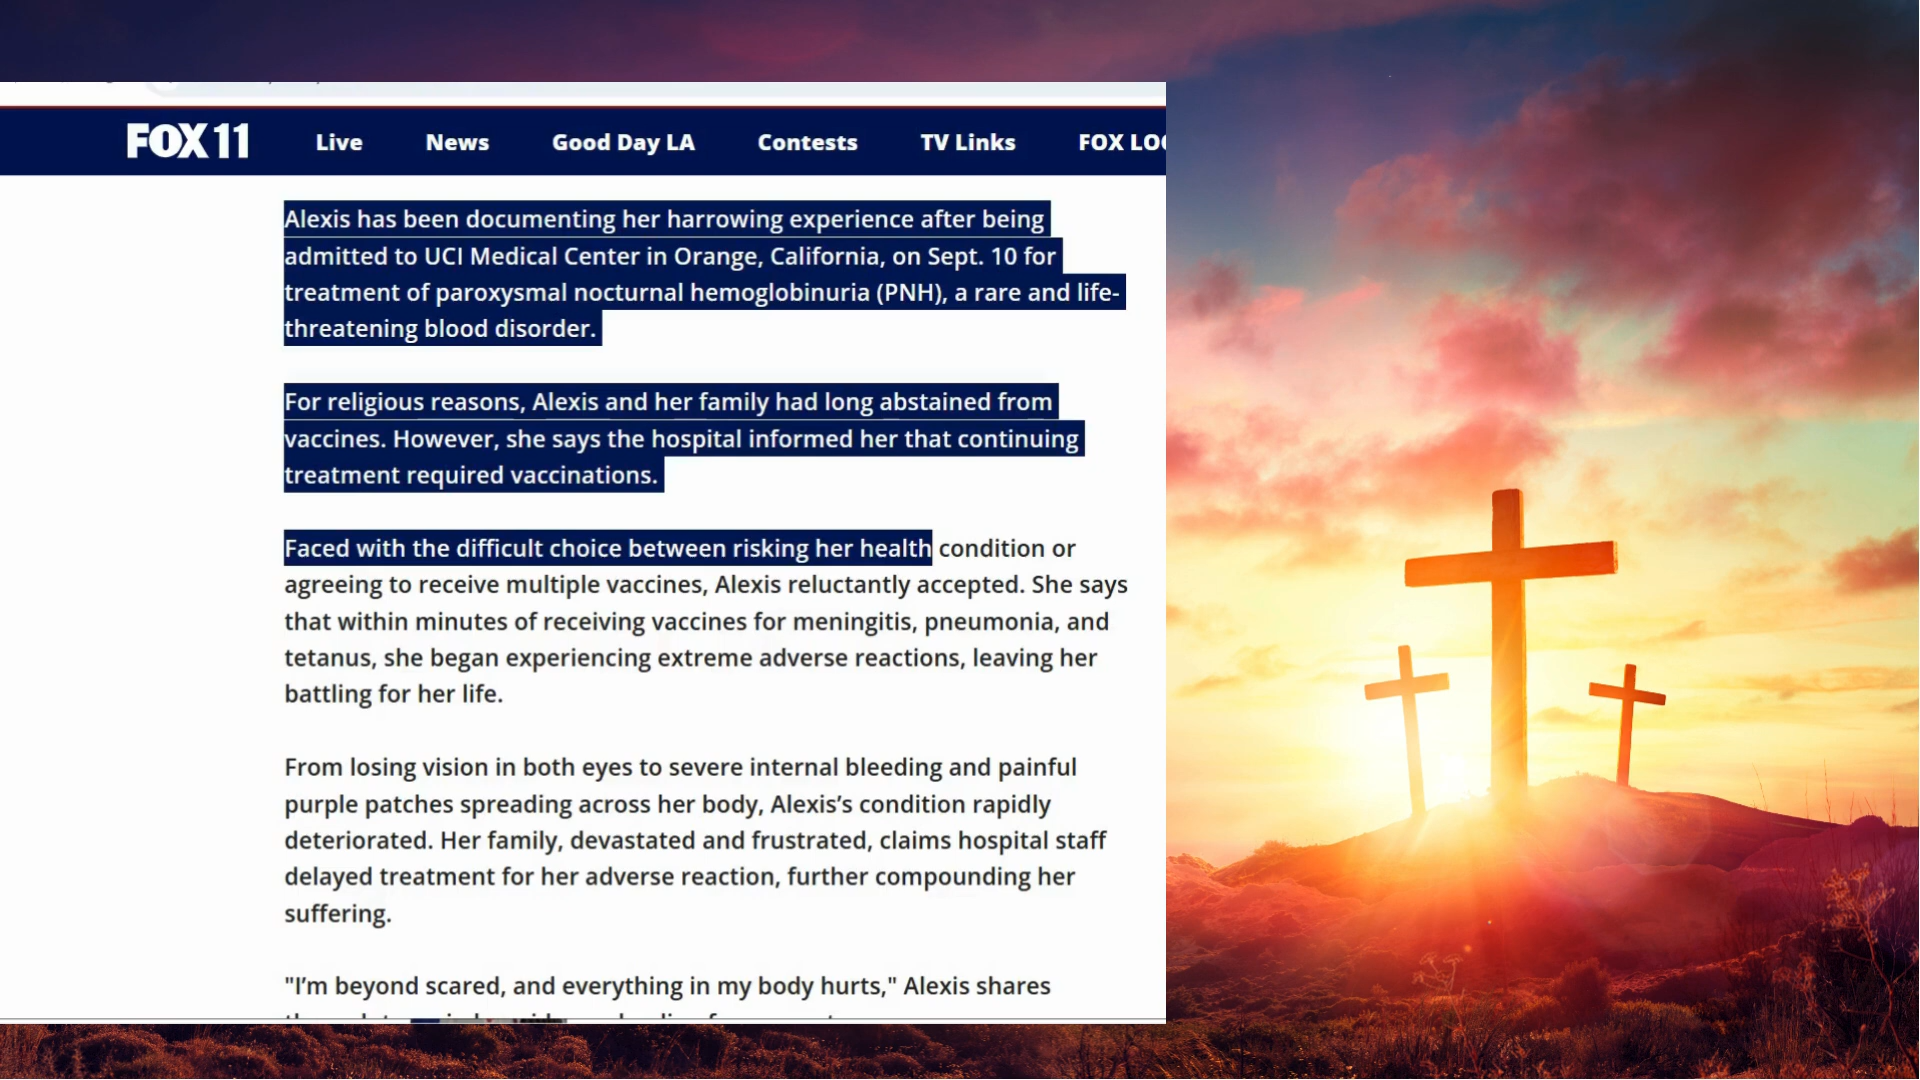 FOX 11 Live News Good Day LA Contests TV Links FOX LO
Alexis has been documenting her harrowing experience after being
admitted to UCI Medical Center in Orange, California, on Sept. 10 for
treatment of paroxysmal nocturnal hemoglobinuria (PNH), a rare and life-
threatening blood disorder.
For religious reasons, Alexis and her family had long abstained from
vaccines. However, she says the hospital informed her that continuing
treatment required vaccinations.
Faced with the difficult choice between risking her health condition or
agreeing to receive multiple vaccines, Alexis reluctantly accepted. She says
that within minutes of receiving vaccines for meningitis, pneumonia, and
tetanus, she began experiencing extreme adverse reactions, leaving her
battling for her life.
From losing vision in both eyes to severe internal bleeding and painful
purple patches spreading across her body, Alexis’s condition rapidly
deteriorated. Her family, devastated and frustrated, claims hospital staff
delayed treatment for her adverse reaction, further compounding her
suffering.
"I’m beyond scared, and everything in my body hurts," Alexis shares